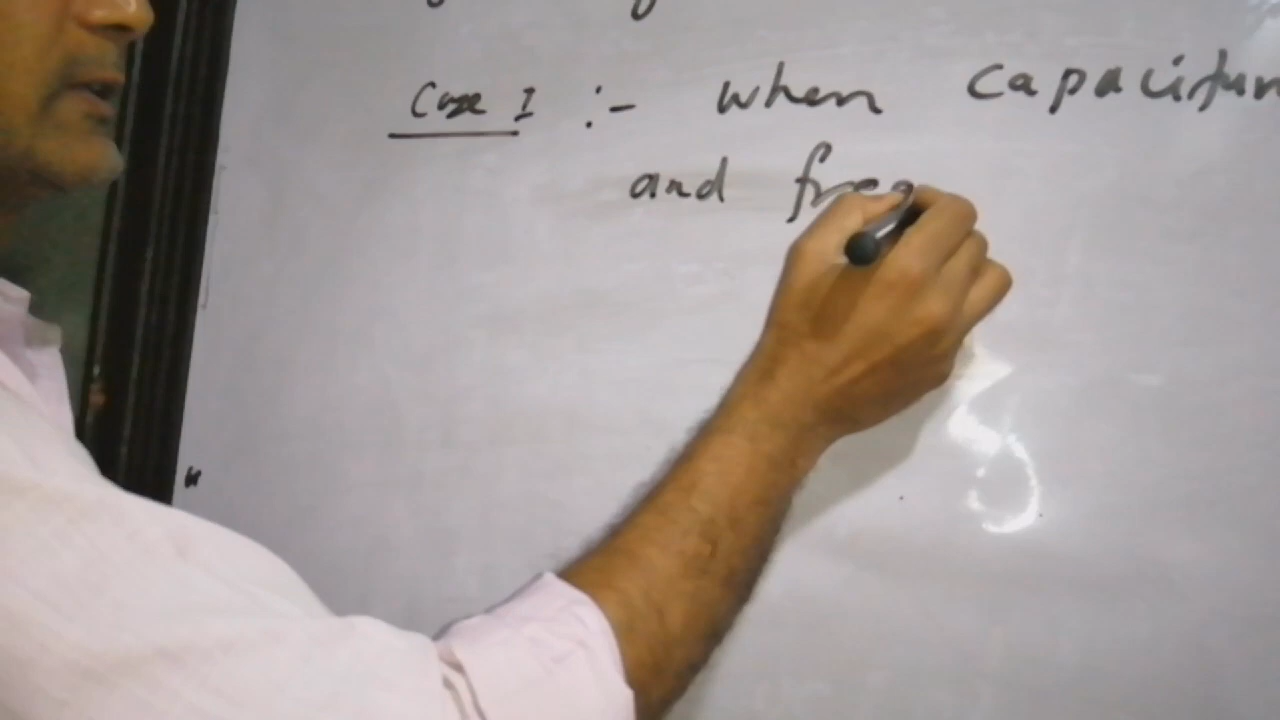 Case I :- when capacitan
and freq